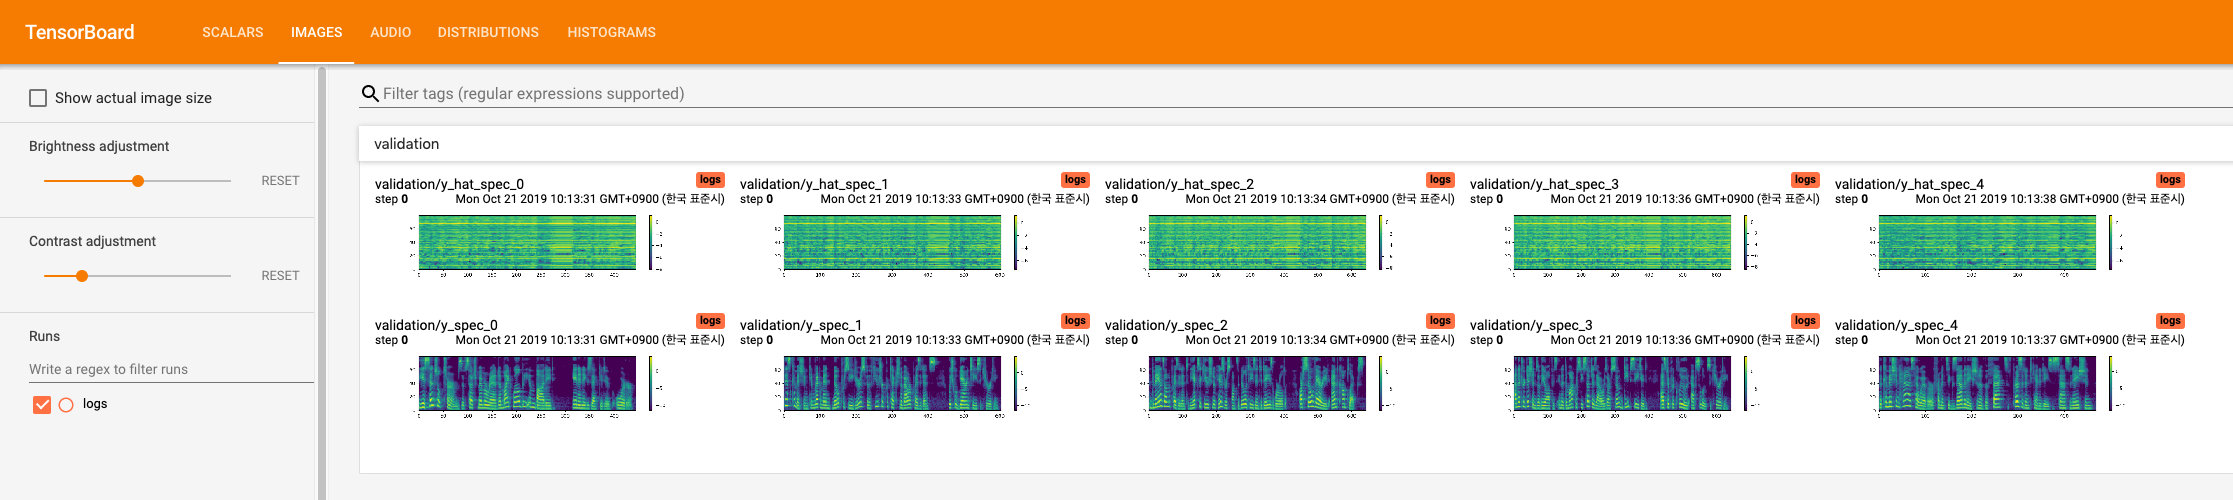 TensorBoard SCALARS IMAGES AUDIO DISTRIBUTIONS HISTOGRAMS
Show actual image size
Brightness adjustment
RESET
Contrast adjustment
RESET
Runs
Write a regex to filter runs
logs
Filter tags (regular expressions supported)
validation
validation/y_hat_spec_0 logs
step 0 Mon Oct 21 2019 10:13:31 GMT+0900 (한국 표준시)
validation/y_hat_spec_1 logs
step 0 Mon Oct 21 2019 10:13:33 GMT+0900 (한국 표준시)
validation/y_hat_spec_2 logs
step 0 Mon Oct 21 2019 10:13:34 GMT+0900 (한국 표준시)
validation/y_hat_spec_3 logs
step 0 Mon Oct 21 2019 10:13:36 GMT+0900 (한국 표준시)
validation/y_hat_spec_4 logs
step 0 Mon Oct 21 2019 10:13:38 GMT+0900 (한국 표준시)
validation/y_spec_0 logs
step 0 Mon Oct 21 2019 10:13:31 GMT+0900 (한국 표준시)
validation/y_spec_1 logs
step 0 Mon Oct 21 2019 10:13:33 GMT+0900 (한국 표준시)
validation/y_spec_2 logs
step 0 Mon Oct 21 2019 10:13:34 GMT+0900 (한국 표준시)
validation/y_spec_3 logs
step 0 Mon Oct 21 2019 10:13:36 GMT+0900 (한국 표준시)
validation/y_spec_4 logs
step 0 Mon Oct 21 2019 10:13:37 GMT+0900 (한국 표준시)